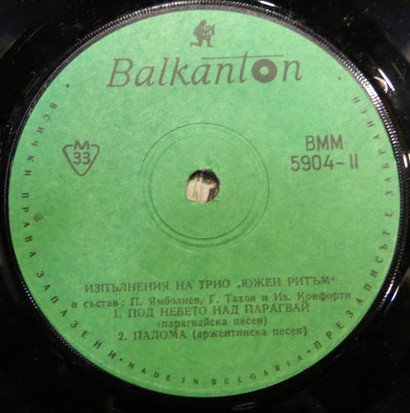 Balkanton
М
33
ВММ
5904-II
ИЗПЪЛНЕНИЯ НА ТРИО „ЮЖЕН РИТЪМ"
в състав: П. Ямболиев, Г. Тахов и Из. Конфорти
1. ПОД НЕБЕТО НАД ПАРАГВАЙ
(парагвайска песен)
2. ПАЛОМА (аржентинска песен)
• ВСИЧКИ ПРАВА ЗАПАЗЕНИ • MADE IN BULGARIA • ПРЕЗАПИСЪТ Е ЗАБРАНЕН •